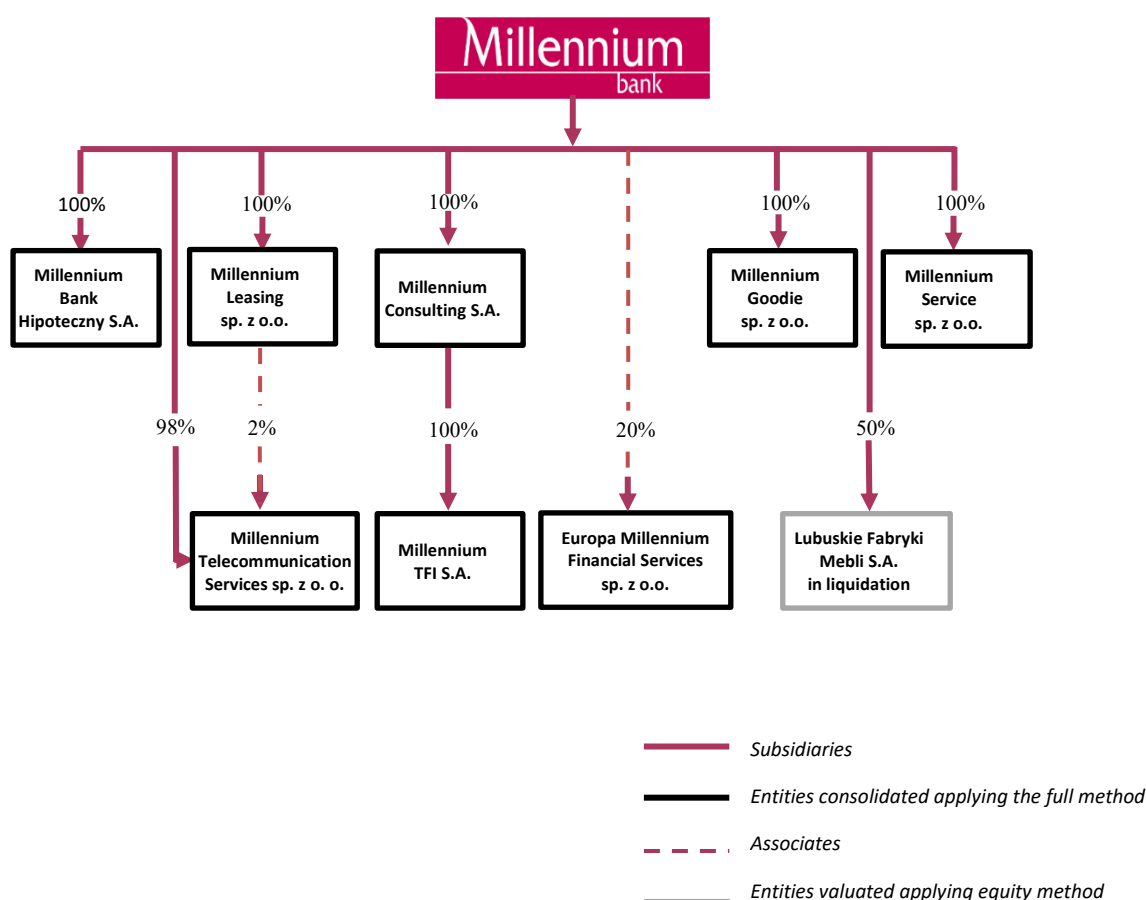 Millennium
bank
100%
100%
100%
100%
100%
Millennium
Bank
Hipoteczny S.A.
Millennium
Leasing
sp. z o.o.
Millennium
Consulting S.A.
Millennium
Goodie
sp. z o.o.
Millennium
Service
sp. z o.o.
98%
2%
100%
20%
50%
Millennium
Telecommunication
Services sp. z o. o.
Millennium
TFI S.A.
Europa Millennium
Financial Services
sp. z o.o.
Lubuskie Fabryki
Mebli S.A.
in liquidation
Subsidiaries
Entities consolidated applying the full method
Associates
Entities valuated applying equity method